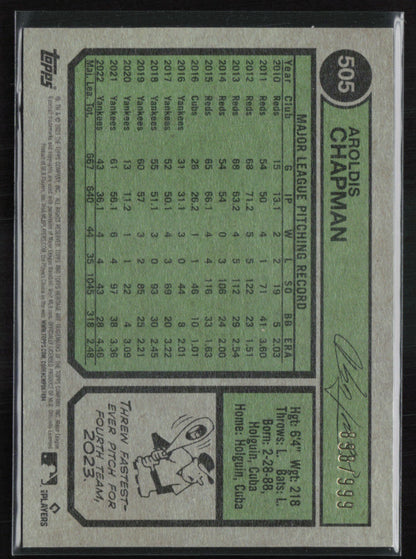 505
AROLDIS
CHAPMAN
898/999
Hgt: 6'4" Wgt: 218
Throws: L Bats: L
Born: 2-28-88,
Holguin, Cuba
Home: Holguin, Cuba
MAJOR LEAGUE PITCHING RECORD
Year Club G IP W L SO BB ERA
2010 Reds 15 13.1 2 2 19 5 2.03
2011 Reds 54 50 4 1 71 41 3.60
2012 Reds 68 71.2 5 5 122 23 1.51
2013 Reds 68 63.2 4 5 112 29 2.54
2014 Reds 54 54 0 3 106 24 2.00
2015 Reds 65 66.1 4 4 116 33 1.63
2016 Cubs 28 26.2 1 1 46 10 1.01
2016 Yankees 31 31.1 3 0 44 8 2.01
2017 Yankees 52 50.1 4 3 69 20 3.22
2018 Yankees 55 51.1 3 0 93 30 2.45
2019 Yankees 60 57 3 2 85 25 2.21
2020 Yankees 13 11.2 1 1 22 4 3.09
2021 Yankees 61 56.1 6 4 97 38 3.36
2022 Yankees 43 36.1 4 4 43 28 4.46
Maj. Lea. Tot. 667 640 44 35 1045 318 2.48
THREW FASTEST-
EVER PITCH FOR
FOURTH TEAM,
2023
Topps
PLAYERS